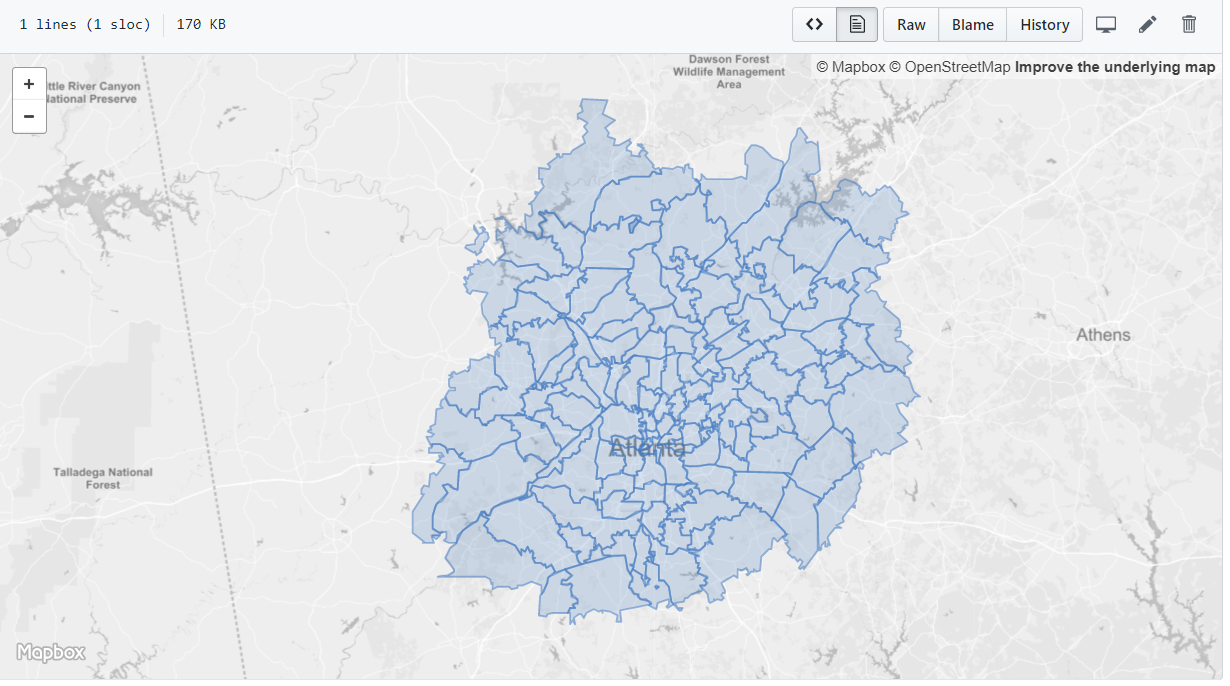 1 lines (1 sloc) 170 KB
Raw Blame History
© Mapbox © OpenStreetMap Improve the underlying map
Dawson Forest
Wildlife Management
Area
+
−
ttle River Canyon
National Preserve
Athens
Atlanta
Talladega National
Forest
Mapbox